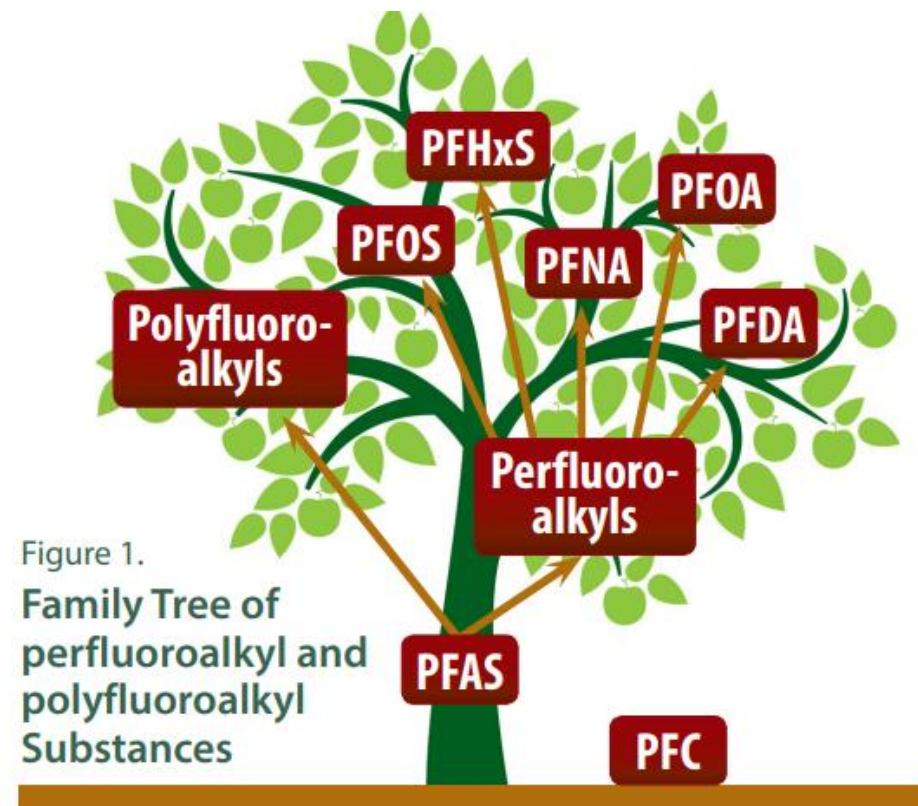 PFHxS
PFOA
PFOS
PFNA
Polyfluoro-
alkyls
PFDA
Perfluoro-
alkyls
Figure 1.
Family Tree of
perfluoroalkyl and
polyfluoroalkyl
Substances
PFAS
PFC